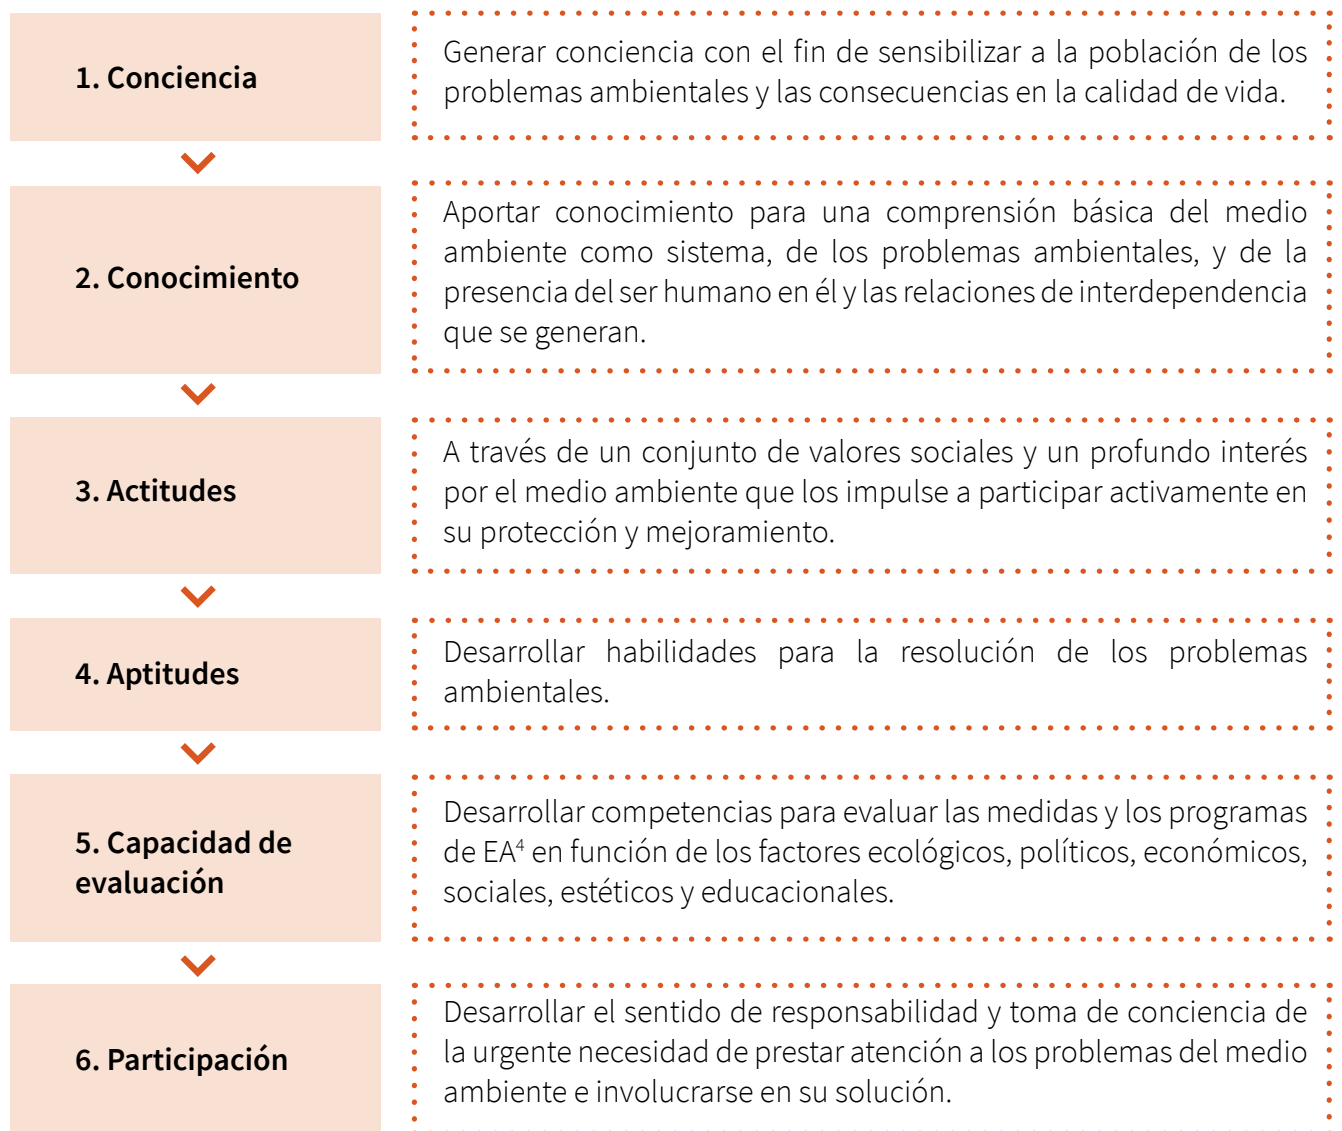 1. Conciencia
Generar conciencia con el fin de sensibilizar a la población de los
problemas ambientales y las consecuencias en la calidad de vida.
2. Conocimiento
Aportar conocimiento para una comprensión básica del medio
ambiente como sistema, de los problemas ambientales, y de la
presencia del ser humano en él y las relaciones de interdependencia
que se generan.
3. Actitudes
A través de un conjunto de valores sociales y un profundo interés
por el medio ambiente que los impulse a participar activamente en
su protección y mejoramiento.
4. Aptitudes
Desarrollar habilidades para la resolución de los problemas
ambientales.
5. Capacidad de
evaluación
Desarrollar competencias para evaluar las medidas y los programas
de EA⁴ en función de los factores ecológicos, políticos, económicos,
sociales, estéticos y educacionales.
6. Participación
Desarrollar el sentido de responsabilidad y toma de conciencia de
la urgente necesidad de prestar atención a los problemas del medio
ambiente e involucrarse en su solución.